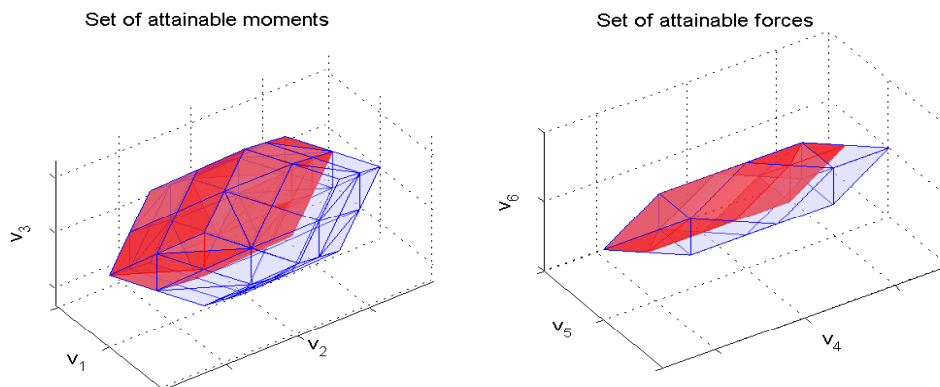 Set of attainable moments
Set of attainable forces
v3
v1
v2
v6
v5
v4